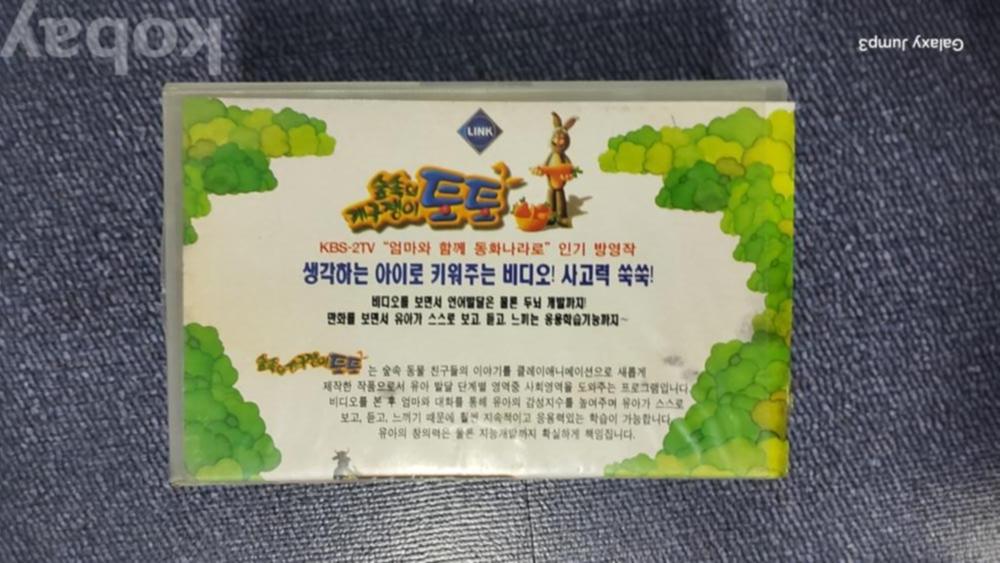 kobay
Galaxy Jump3
LINK
숲속의
개구쟁이 토토
KBS-2TV "엄마와 함께 동화나라로" 인기 방영작
생각하는 아이로 키워주는 비디오! 사고력 쑥쑥!
비디오를 보면서 언어발달은 물론 두뇌 개발까지!
만화를 보면서 유아가 스스로 보고, 듣고, 느끼는 응용학습기능까지~
숲속의 개구쟁이 토토 는 숲속 동물 친구들의 이야기를 클레이애니메이션으로 새롭게
제작한 작품으로서 유아 발달 단계별 영역중 사회영역을 도와주는 프로그램입니다.
비디오를 본 후 엄마와 대화를 통해 유아의 감성지수를 높여주며 유아가 스스로
보고, 듣고, 느끼기 때문에 훨씬 지속적이고 응용력있는 학습이 가능합니다.
유아의 창의력은 물론 지능개발까지 확실하게 책임집니다.